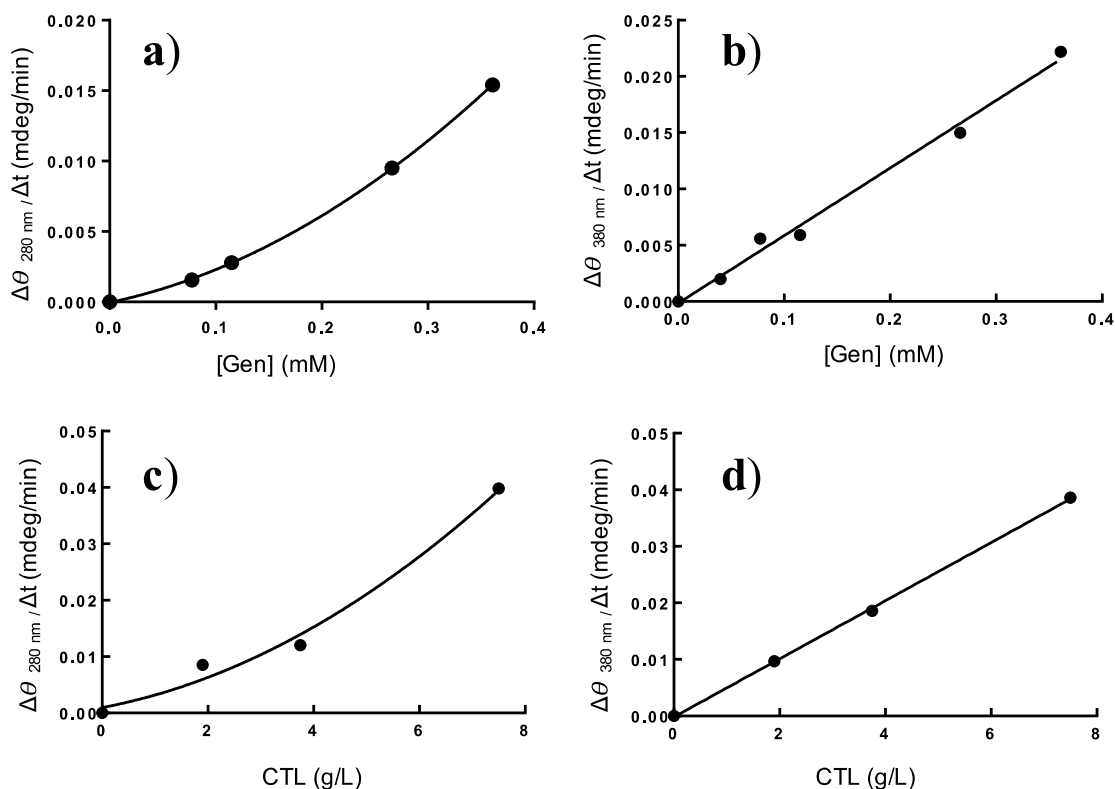 a)
Δθ 280 nm / Δt (mdeg/min)
0.020
0.015
0.010
0.005
0.000
0.0 0.1 0.2 0.3 0.4
[Gen] (mM)
b)
Δθ 380 nm / Δt (mdeg/min)
0.025
0.020
0.015
0.010
0.005
0.000
0.0 0.1 0.2 0.3 0.4
[Gen] (mM)
c)
Δθ 280 nm / Δt (mdeg/min)
0.05
0.04
0.03
0.02
0.01
0.00
0 2 4 6 8
CTL (g/L)
d)
Δθ 380 nm / Δt (mdeg/min)
0.05
0.04
0.03
0.02
0.01
0.00
0 2 4 6 8
CTL (g/L)